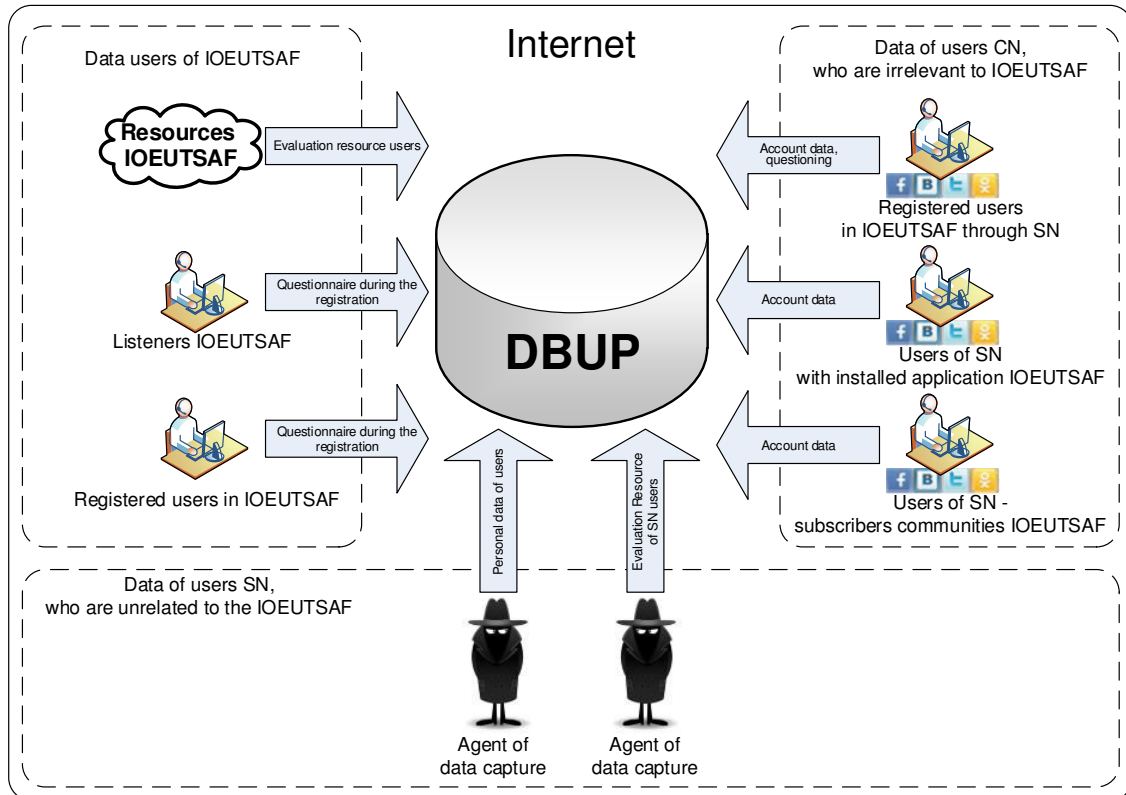 Internet
Data users of IOEUTSAF
Resources
IOEUTSAF
Evaluation resource users
Questionnaire during the
registration
Listeners IOEUTSAF
Questionnaire during the
registration
Registered users in IOEUTSAF
DBUP
Data of users CN,
who are irrelevant to IOEUTSAF
Account data,
questioning
f B t
Registered users
in IOEUTSAF through SN
Account data
f B t
Users of SN
with installed application IOEUTSAF
Account data
f B t
Users of SN -
subscribers communities IOEUTSAF
Personal data of users
Evaluation Resource
of SN users
Data of users SN,
who are unrelated to the IOEUTSAF
Agent of
data capture
Agent of
data capture